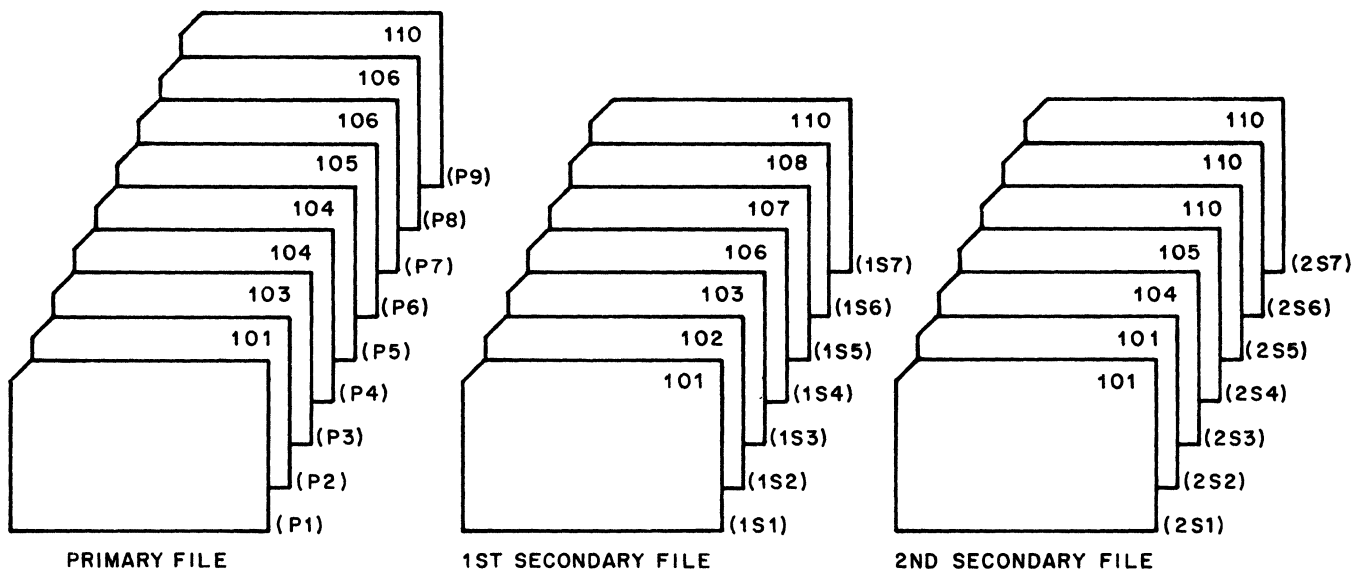 110
106
106
105
104
104
103
101
(P9)
(P8)
(P7)
(P6)
(P5)
(P4)
(P3)
(P2)
(P1)
PRIMARY FILE
110
108
107
106
103
102
101
(1S7)
(1S6)
(1S5)
(1S4)
(1S3)
(1S2)
(1S1)
1ST SECONDARY FILE
110
110
110
105
104
101
101
(2S7)
(2S6)
(2S5)
(2S4)
(2S3)
(2S2)
(2S1)
2ND SECONDARY FILE